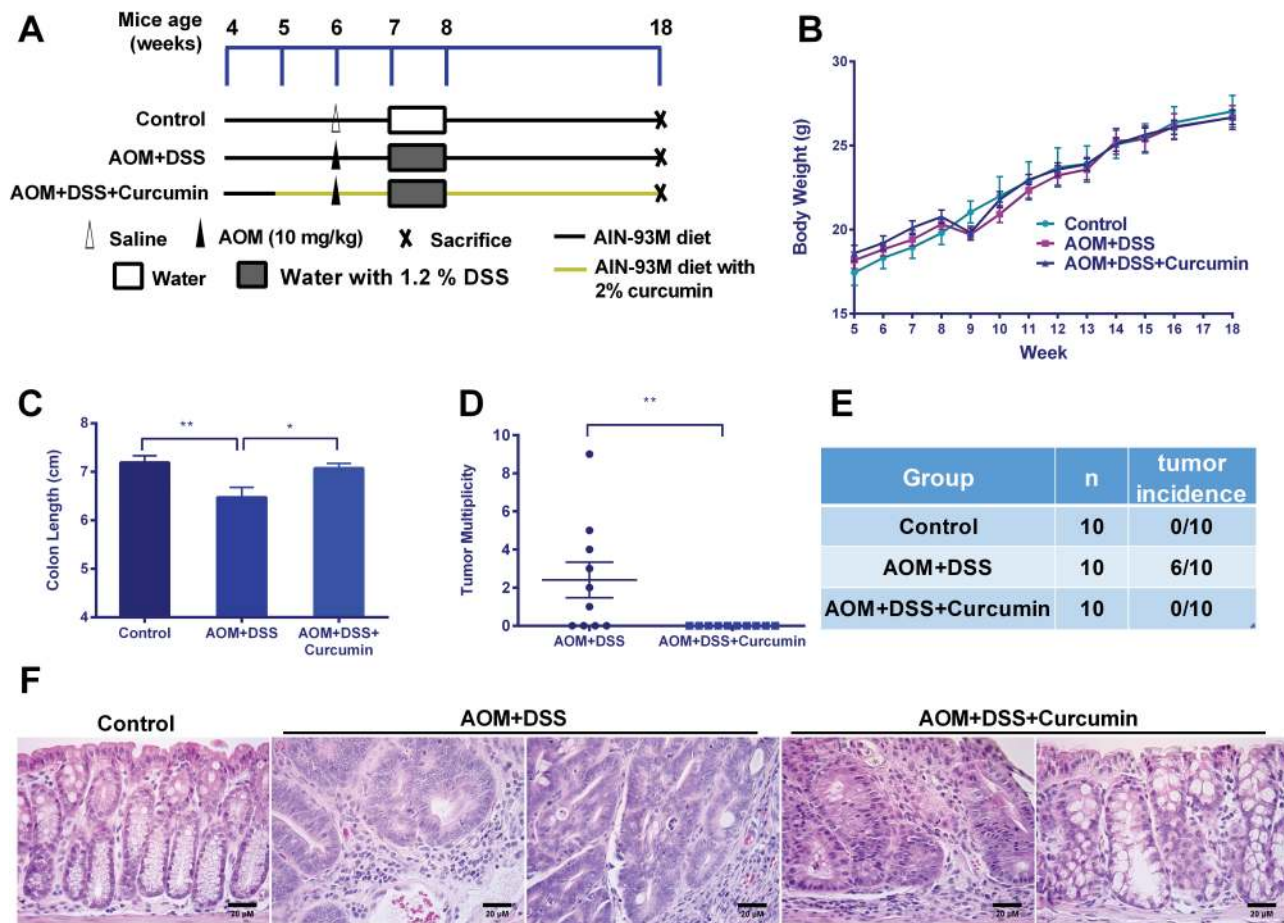 A
Mice age
(weeks)
4 5 6 7 8 18
Control
AOM+DSS
AOM+DSS+Curcumin
Saline
AOM (10 mg/kg)
Sacrifice
AIN-93M diet
Water
Water with 1.2 % DSS
AIN-93M diet with
2% curcumin
B
Body Weight (g)
30
25
20
15
Control
AOM+DSS
AOM+DSS+Curcumin
5 6 7 8 9 10 11 12 13 14 15 16 17 18
Week
C
Colon Length (cm)
8
7
6
5
4
** *
Control
AOM+DSS
AOM+DSS+
Curcumin
D
Tumor Multiplicity
**
10
8
6
4
2
0
AOM+DSS
AOM+DSS+Curcumin
E
Group n tumor
incidence
Control 10 0/10
AOM+DSS 10 6/10
AOM+DSS+Curcumin 10 0/10
F
Control
AOM+DSS
AOM+DSS+Curcumin
20 μM
20 μM
20 μM
20 μM
20 μM